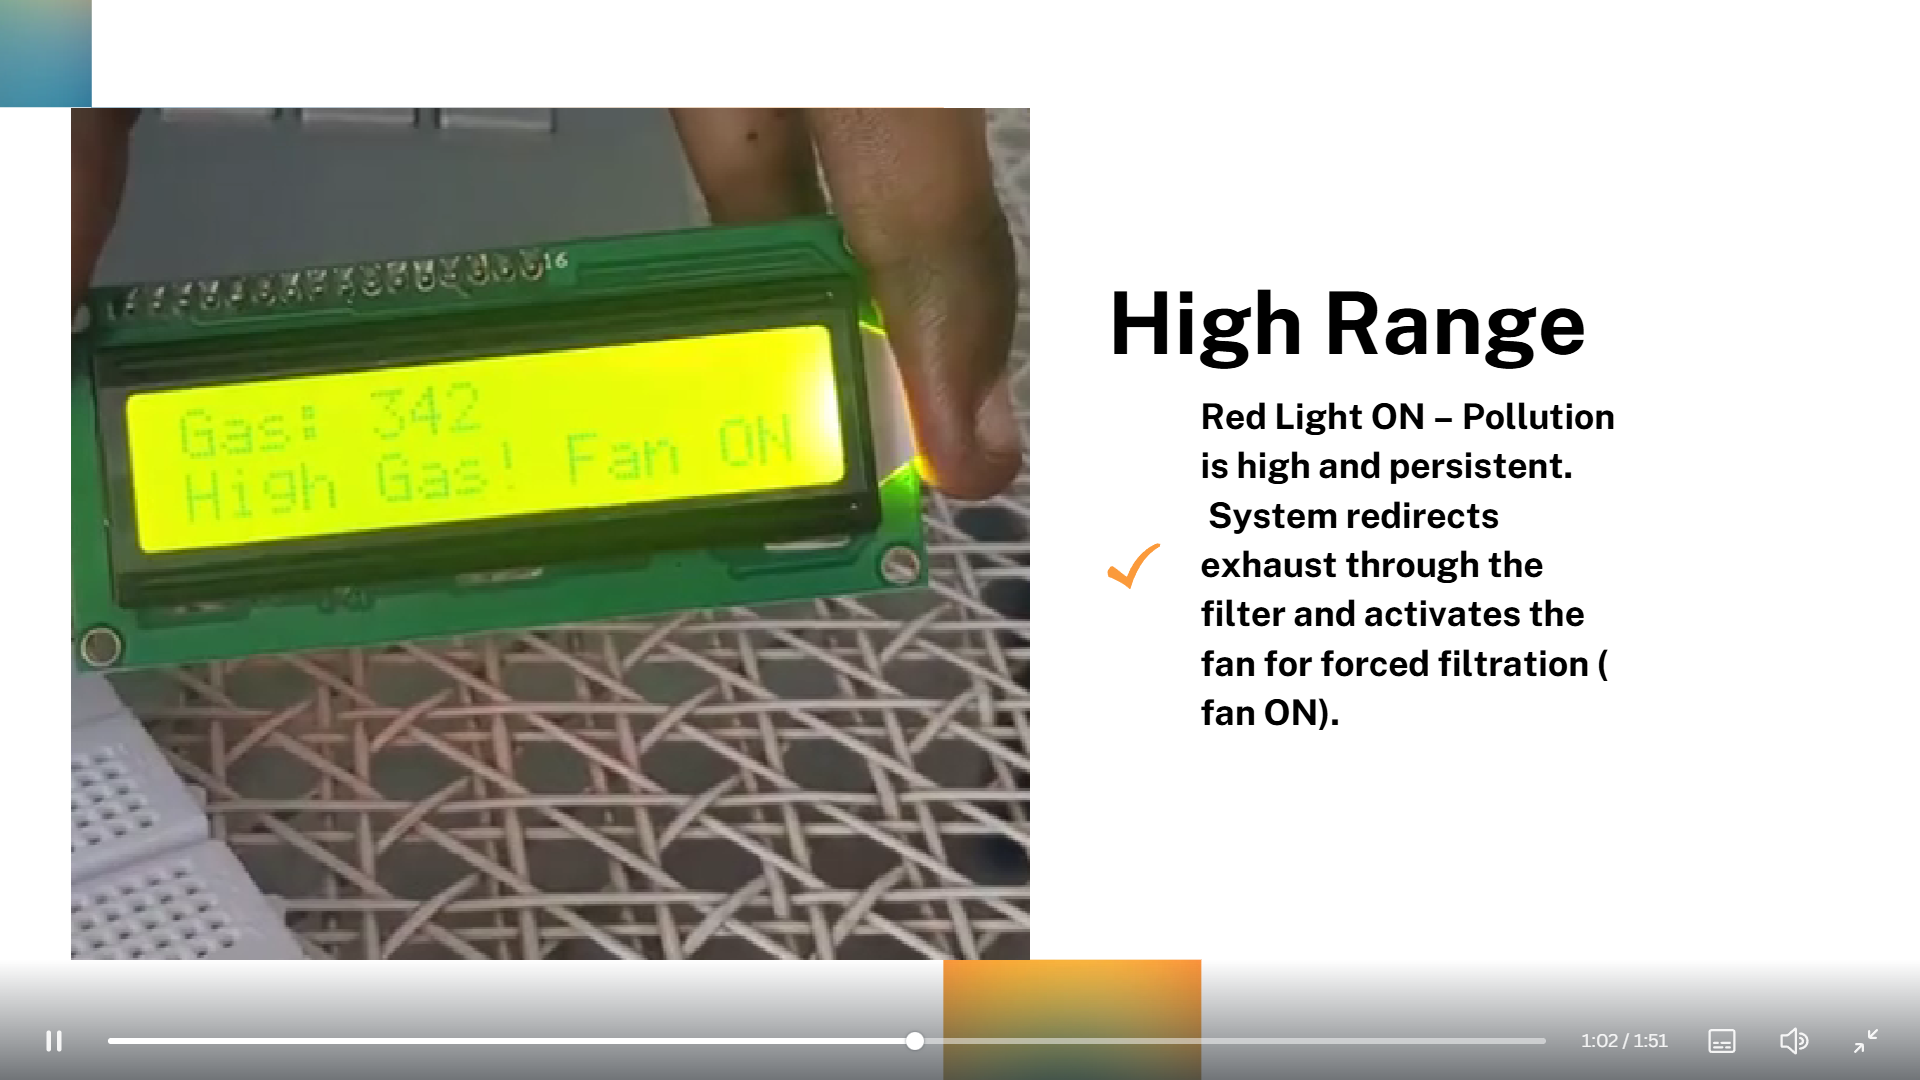 16
Gas: 342
High Gas! Fan ON
High Range
Red Light ON – Pollution
is high and persistent.
System redirects
exhaust through the
filter and activates the
fan for forced filtration (
fan ON).
1:02 / 1:51